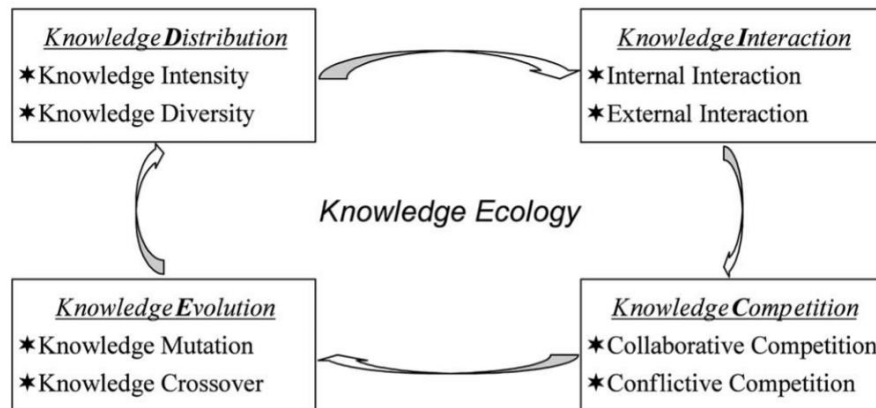 Knowledge Distribution
✶Knowledge Intensity
✶Knowledge Diversity
Knowledge Interaction
✶Internal Interaction
✶External Interaction
Knowledge Ecology
Knowledge Evolution
✶Knowledge Mutation
✶Knowledge Crossover
Knowledge Competition
✶Collaborative Competition
✶Conflictive Competition